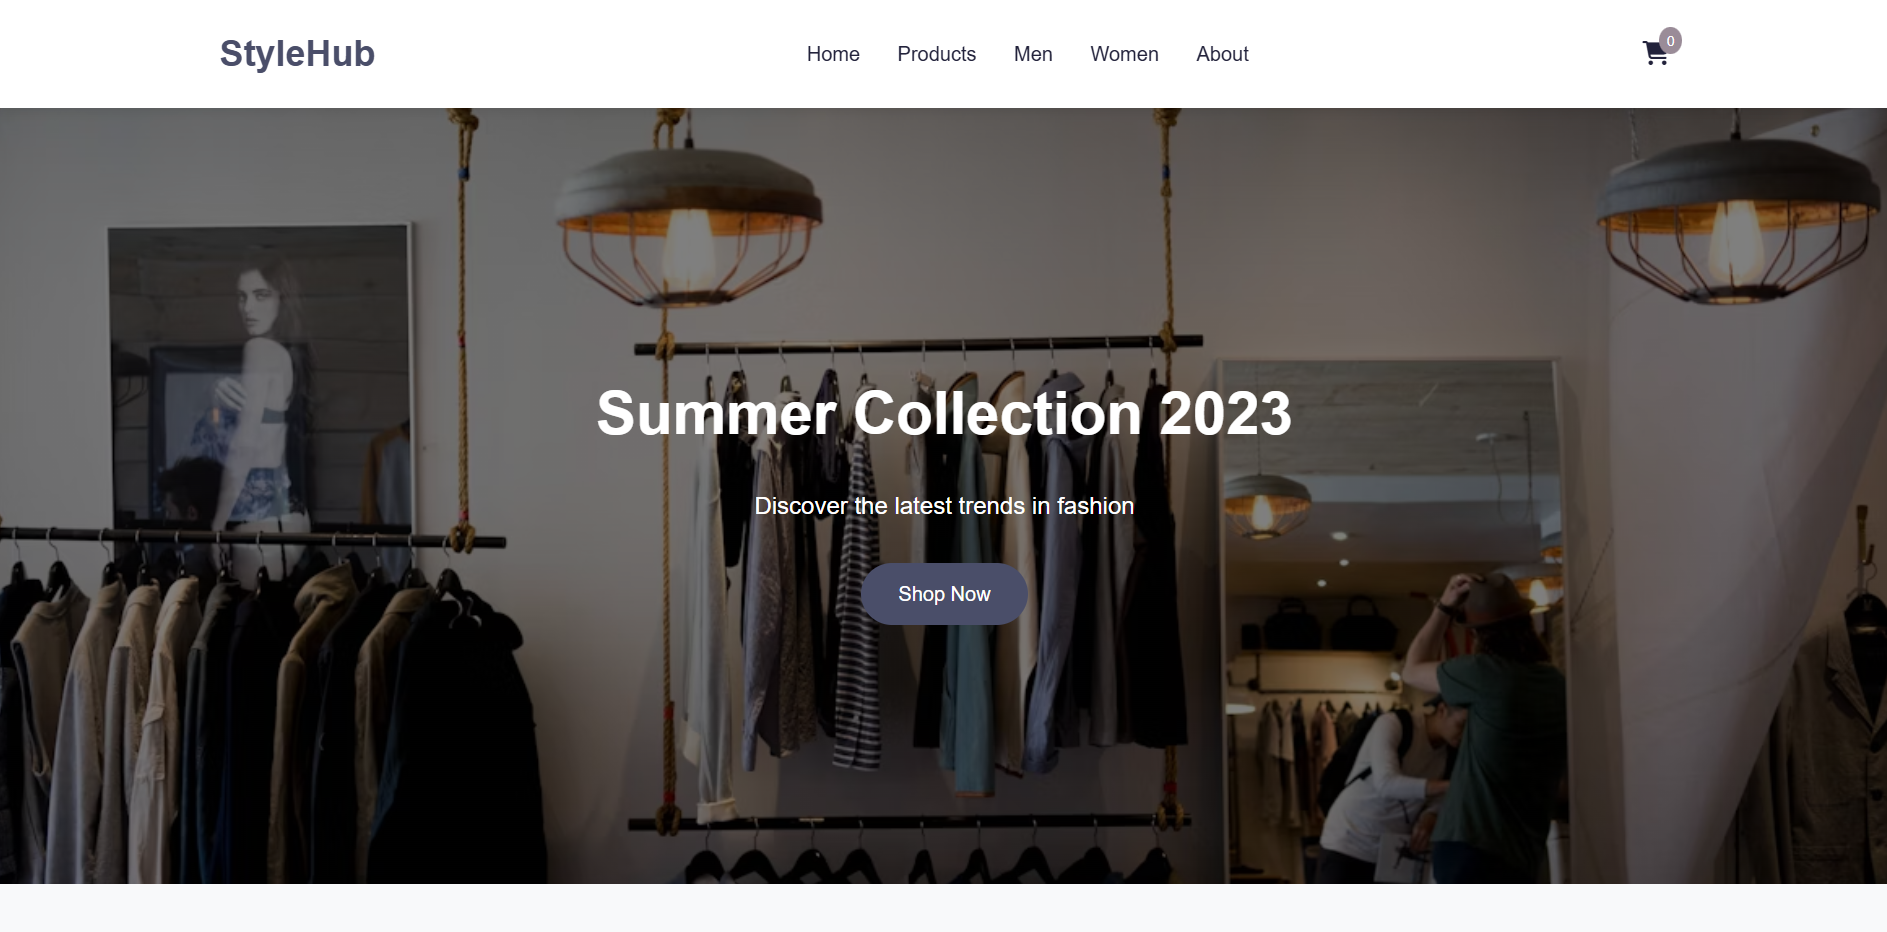 StyleHub
Home Products Men Women About
0
Summer Collection 2023
Discover the latest trends in fashion
Shop Now